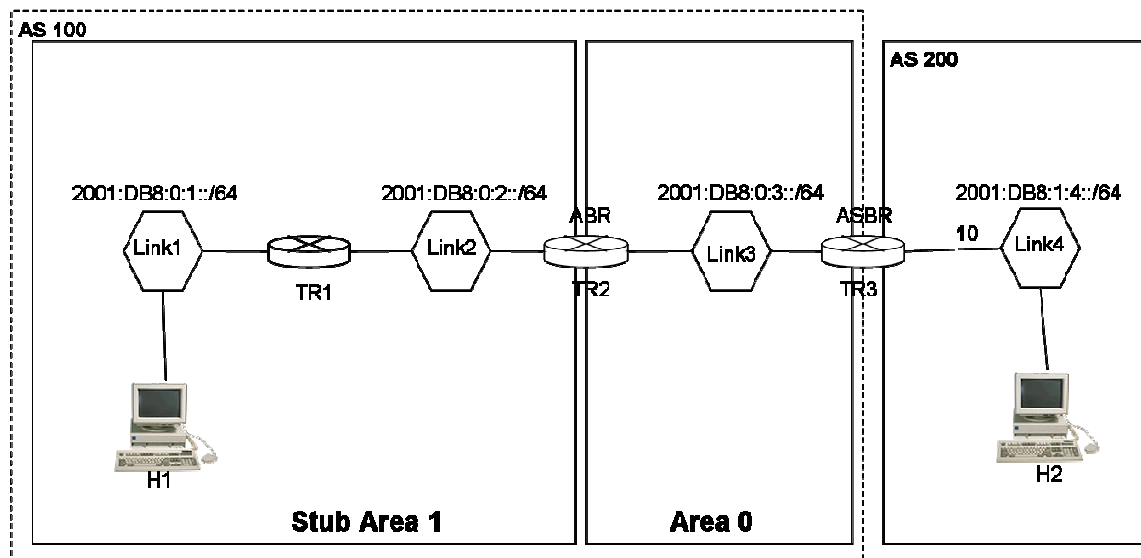 AS 100
AS 200
2001:DB8:0:1::/64
2001:DB8:0:2::/64
2001:DB8:0:3::/64
2001:DB8:1:4::/64
ABR
ASBR
Link1
Link2
Link3
10
Link4
TR1
TR2
TR3
H1
H2
Stub Area 1
Area 0